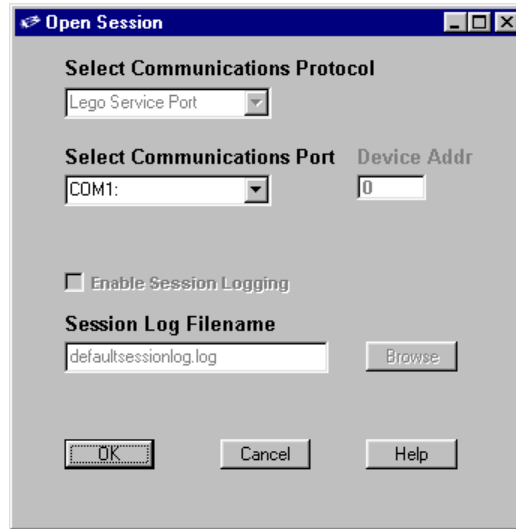 Open Session
Select Communications Protocol
Lego Service Port
Select Communications Port Device Addr
COM1: 0
Enable Session Logging
Session Log Filename
defaultsessionlog.log Browse
OK Cancel Help